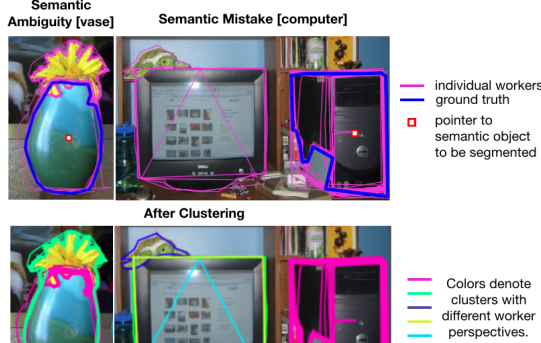 Semantic
Ambiguity [vase]
Semantic Mistake [computer]
individual workers
ground truth
pointer to
semantic object
to be segmented
DELL
After Clustering
Colors denote
clusters with
different worker
perspectives.